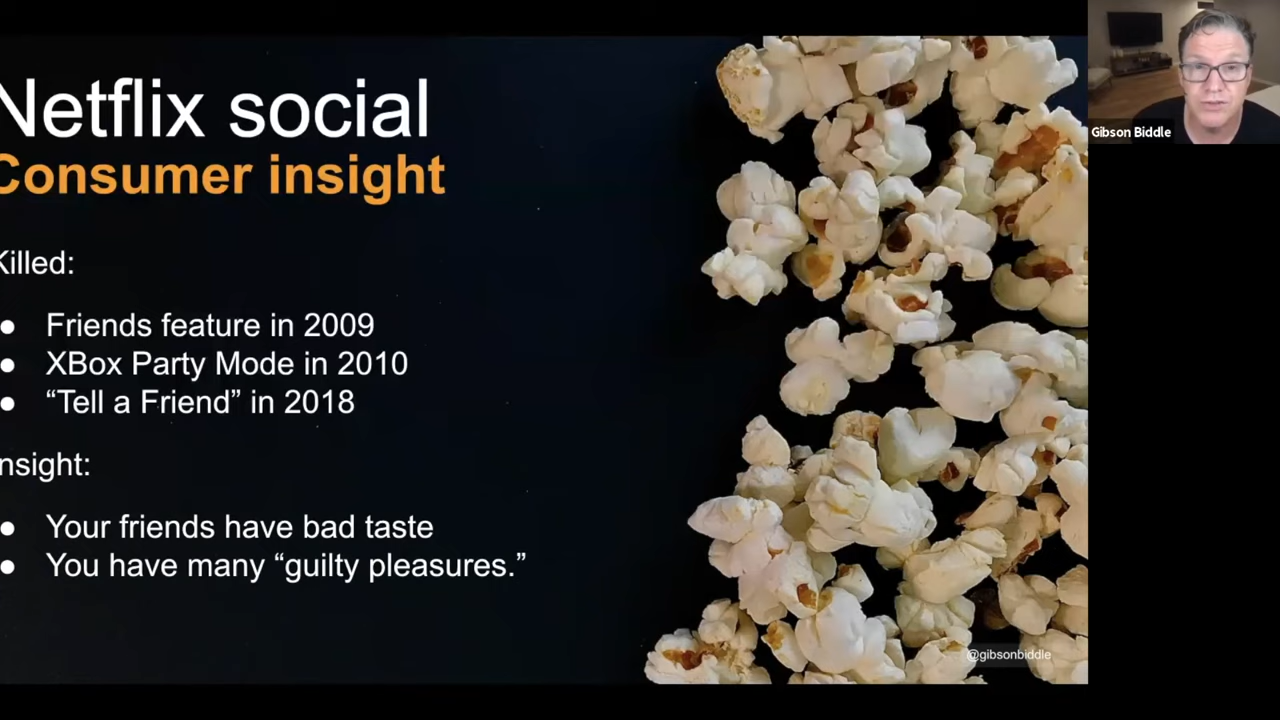 Netflix social
Consumer insight
Killed:
● Friends feature in 2009
● XBox Party Mode in 2010
● “Tell a Friend” in 2018
Insight:
● Your friends have bad taste
● You have many “guilty pleasures.”
@gibsonbiddle
Gibson Biddle